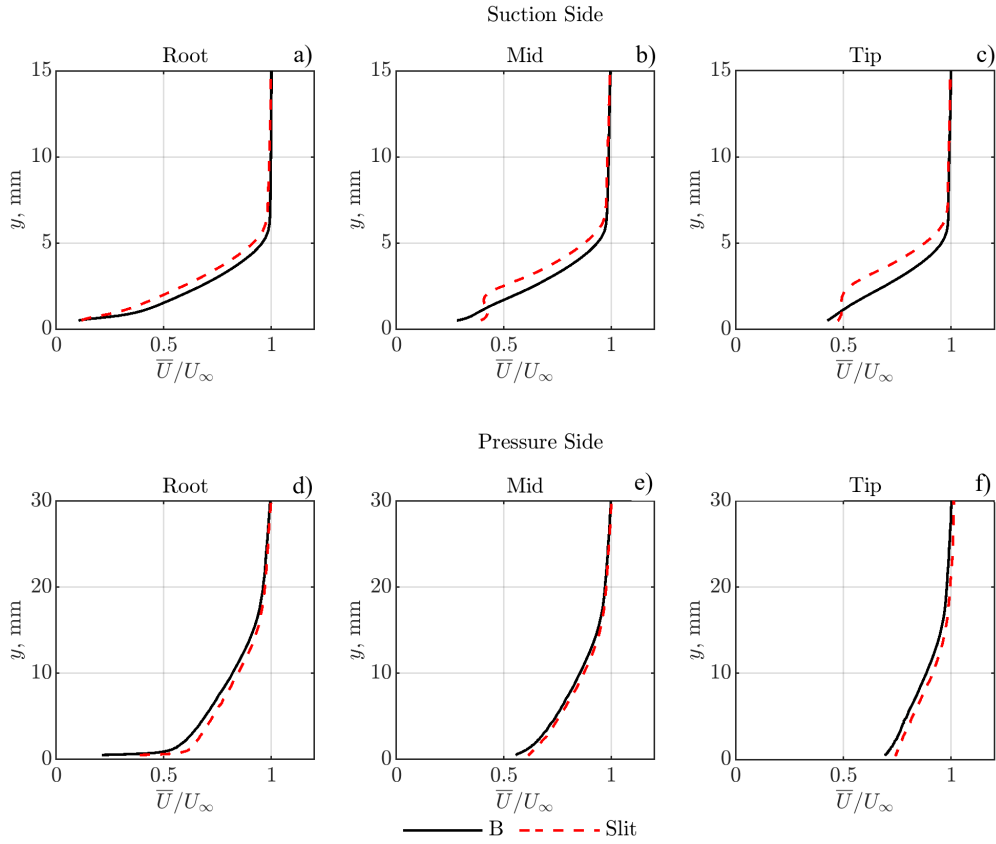 Suction Side
Root a) Mid b) Tip c)
15 15 15
10 10 10
5 5 5
0 0 0
y, mm y, mm y, mm
0 0.5 1 0 0.5 1 0 0.5 1
U̅/U∞ U̅/U∞ U̅/U∞
Pressure Side
Root d) Mid e) Tip f)
30 30 30
20 20 20
10 10 10
0 0 0
y, mm y, mm y, mm
0 0.5 1 0 0.5 1 0 0.5 1
U̅/U∞ U̅/U∞ U̅/U∞
B Slit